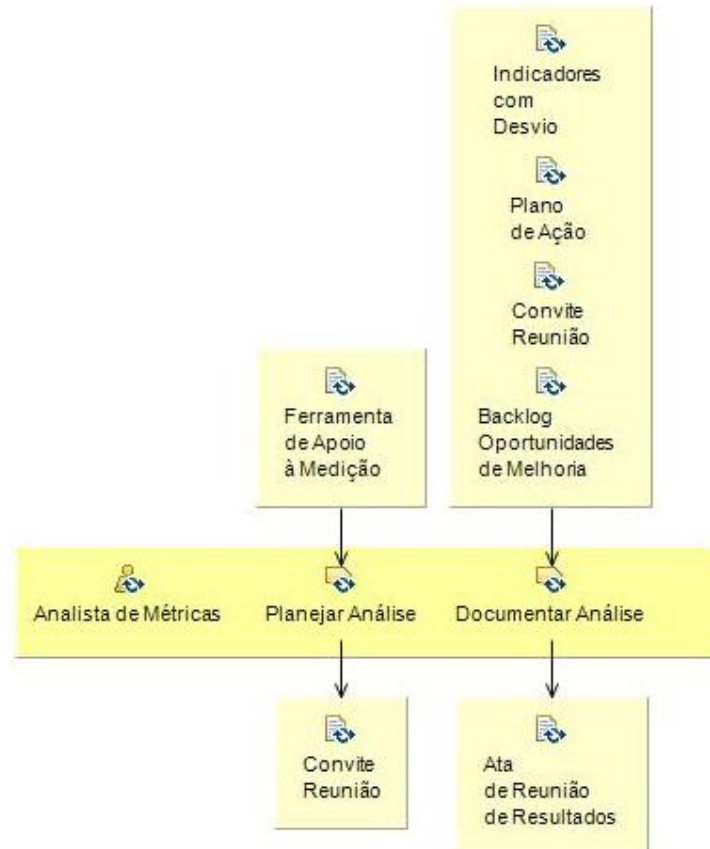 Indicadores
com
Desvio
Plano
de Ação
Convite
Reunião
Ferramenta
de Apoio
à Medição
Backlog
Oportunidades
de Melhoria
Analista de Métricas
Planejar Análise
Documentar Análise
Convite
Reunião
Ata
de Reunião
de Resultados